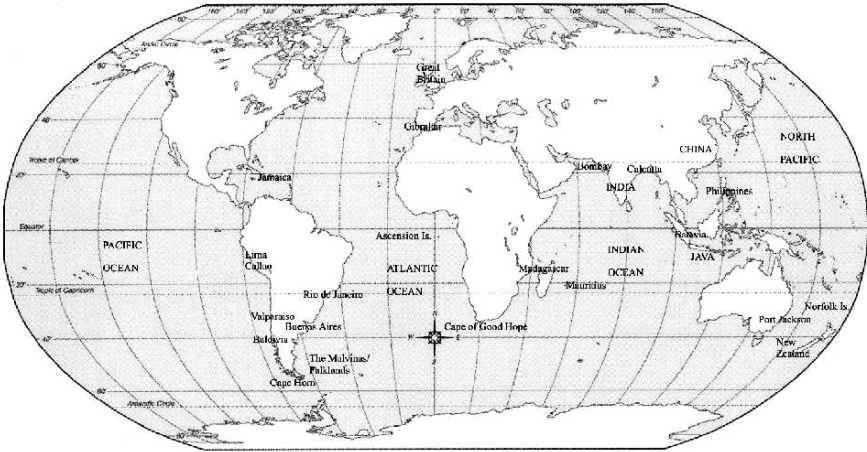 Arctic Circle
Great
Britain
Gibraltar
CHINA
NORTH
PACIFIC
Tropic of Cancer
Jamaica
Bombay
Calcutta
INDIA
Philippines
Equator
PACIFIC
OCEAN
Ascension Is.
Batavia
INDIAN
OCEAN
JAVA
Lima
Callao
ATLANTIC
OCEAN
Madagascar
Mauritius
Tropic of Capricorn
Rio de Janeiro
Norfolk Is.
Valparaiso
Buenos Aires
Port Jackson
Baldivia
N
W
E
S
Cape of Good Hope
New
Zealand
The Malvinas/
Falklands
Cape Horn
Antarctic Circle